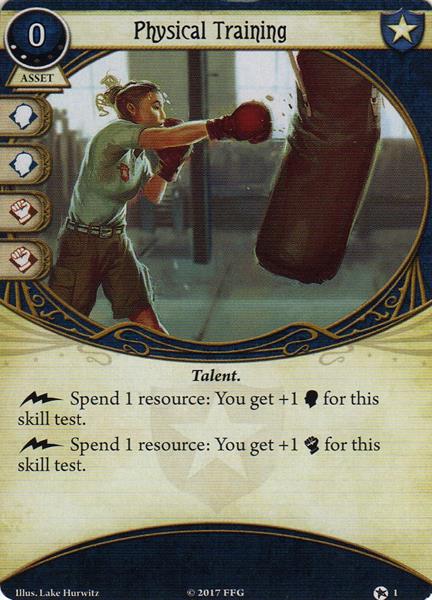 0
Physical Training
ASSET
Talent.
Spend 1 resource: You get +1 for this
skill test.
Spend 1 resource: You get +1 for this
skill test.
Illus. Lake Hurwitz
© 2017 FFG
1